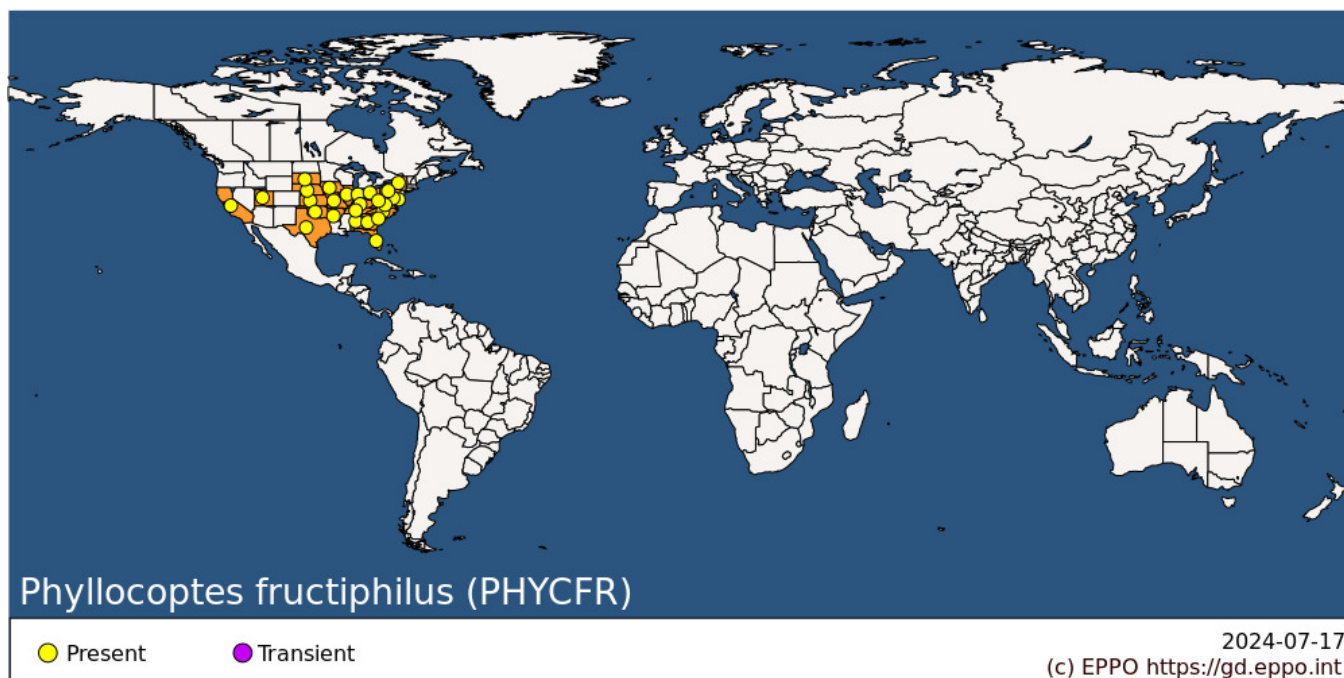 Phyllocoptes fructiphilus (PHYCFR)
Present
Transient
2024-07-17
(c) EPPO https://gd.eppo.int